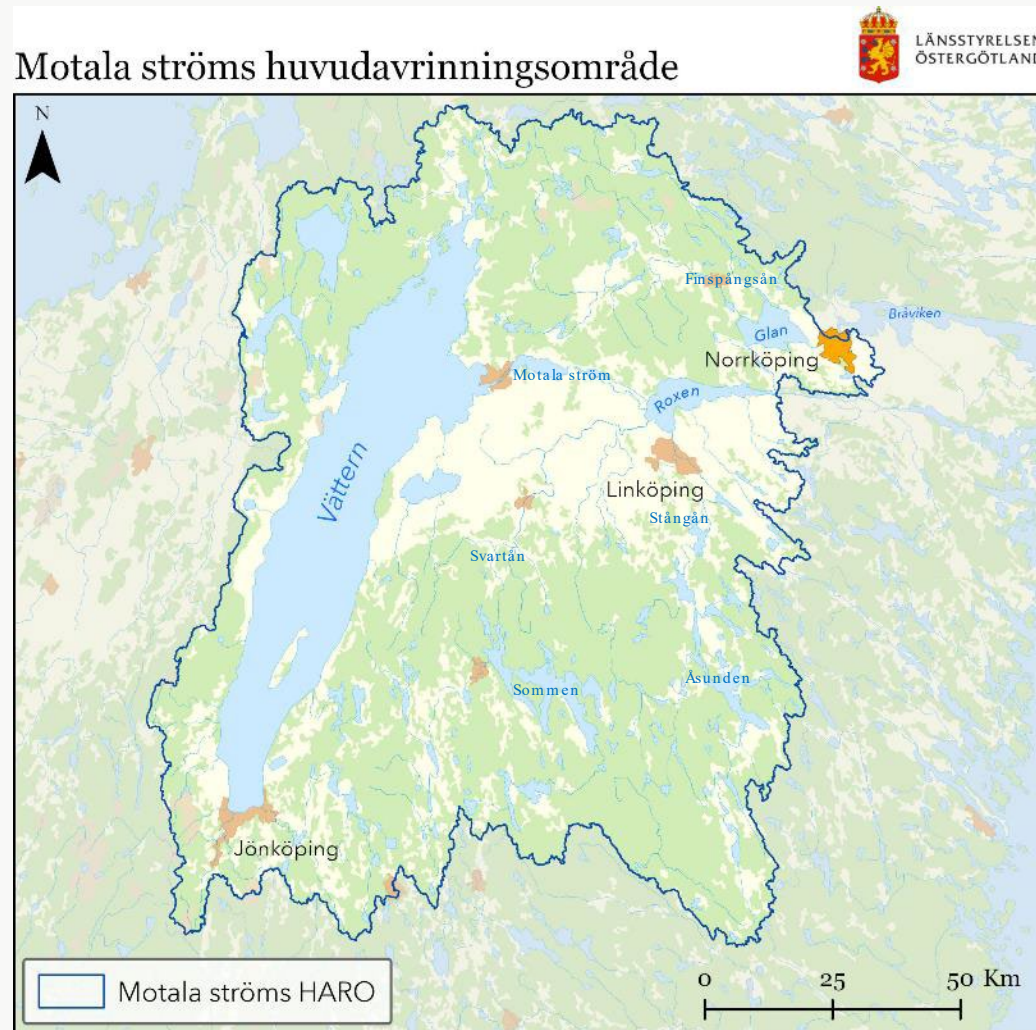 Motala ströms huvudavrinningsområde
LÄNSSTYRELSEN
ÖSTERGÖTLAND
N
Finspångsån
Bråviken
Glan
Norrköping
Motala ström
Roxen
Vättern
Linköping
Stångån
Svartån
Åsunden
Sommen
Jönköping
Motala ströms HARO
0 25 50 Km